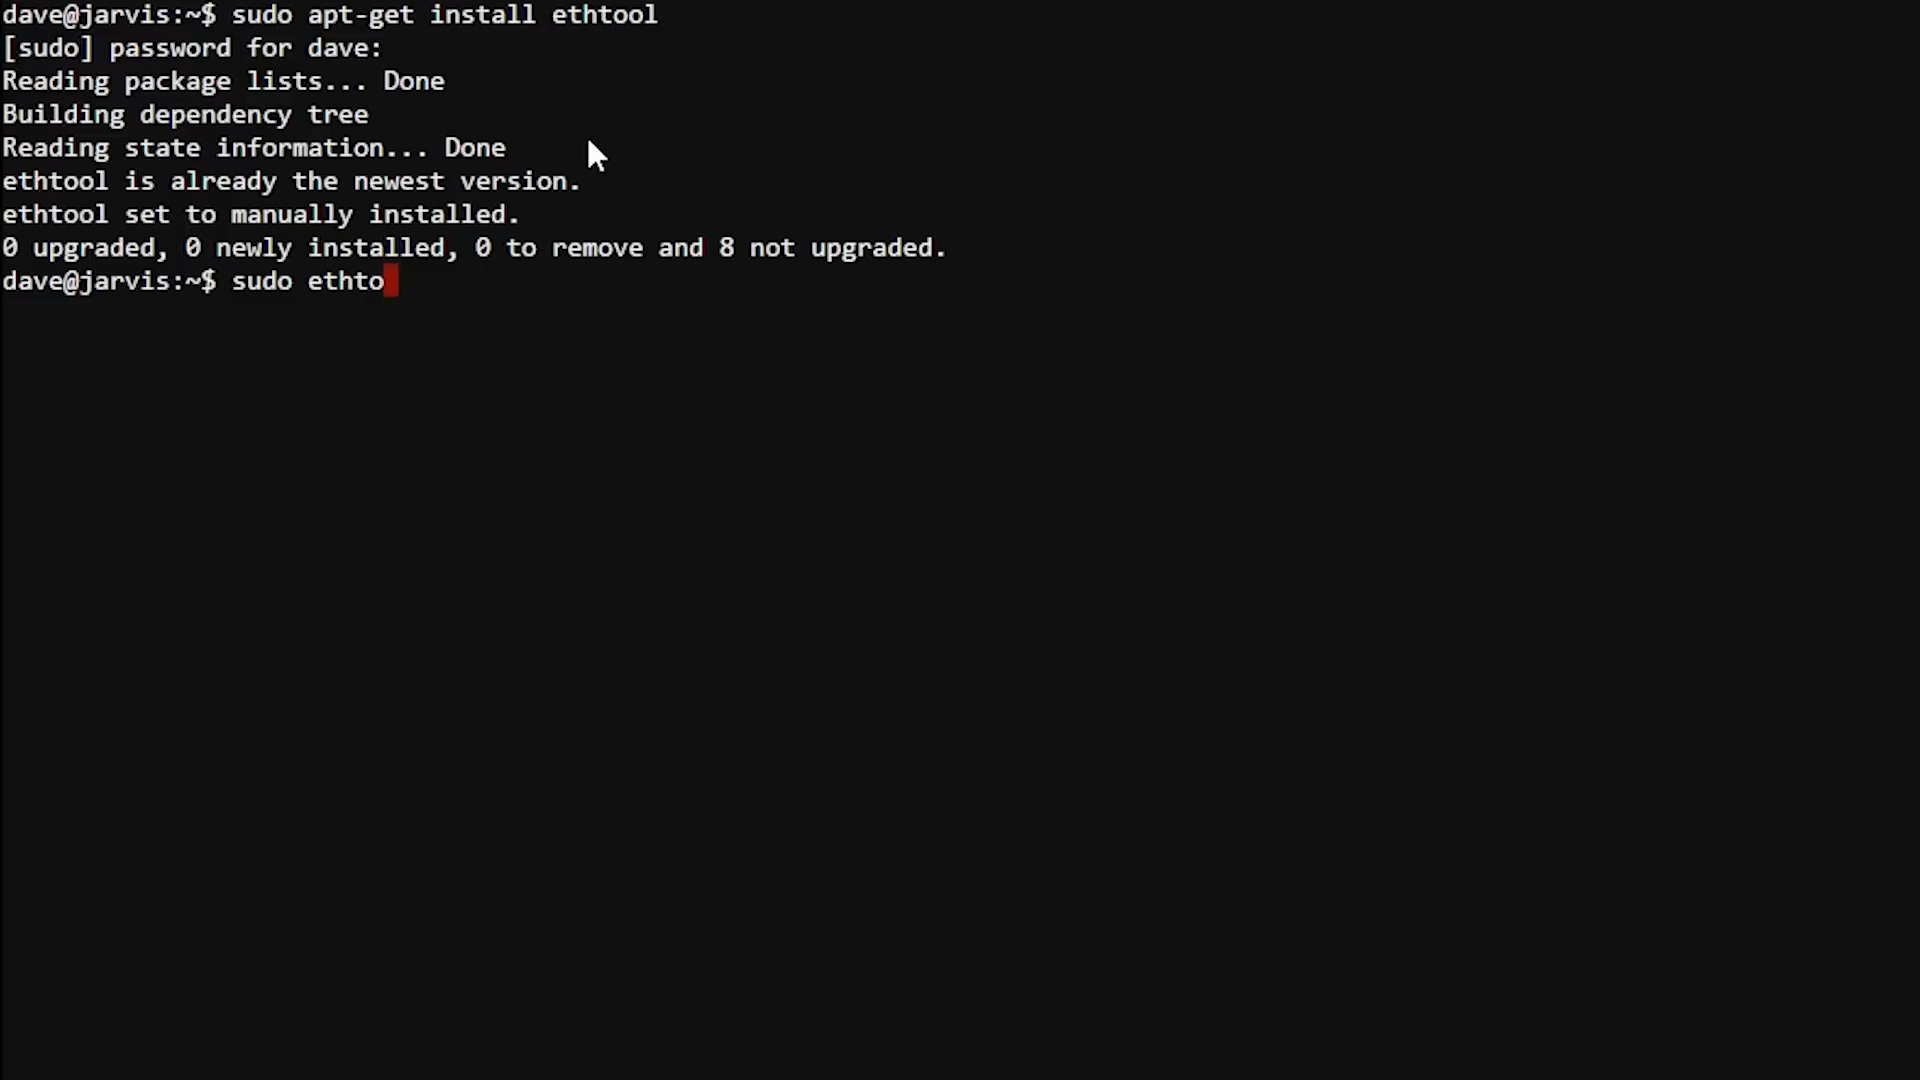 dave@jarvis:~$ sudo apt-get install ethtool
[sudo] password for dave:
Reading package lists... Done
Building dependency tree
Reading state information... Done
ethtool is already the newest version.
ethtool set to manually installed.
0 upgraded, 0 newly installed, 0 to remove and 8 not upgraded.
dave@jarvis:~$ sudo ethto